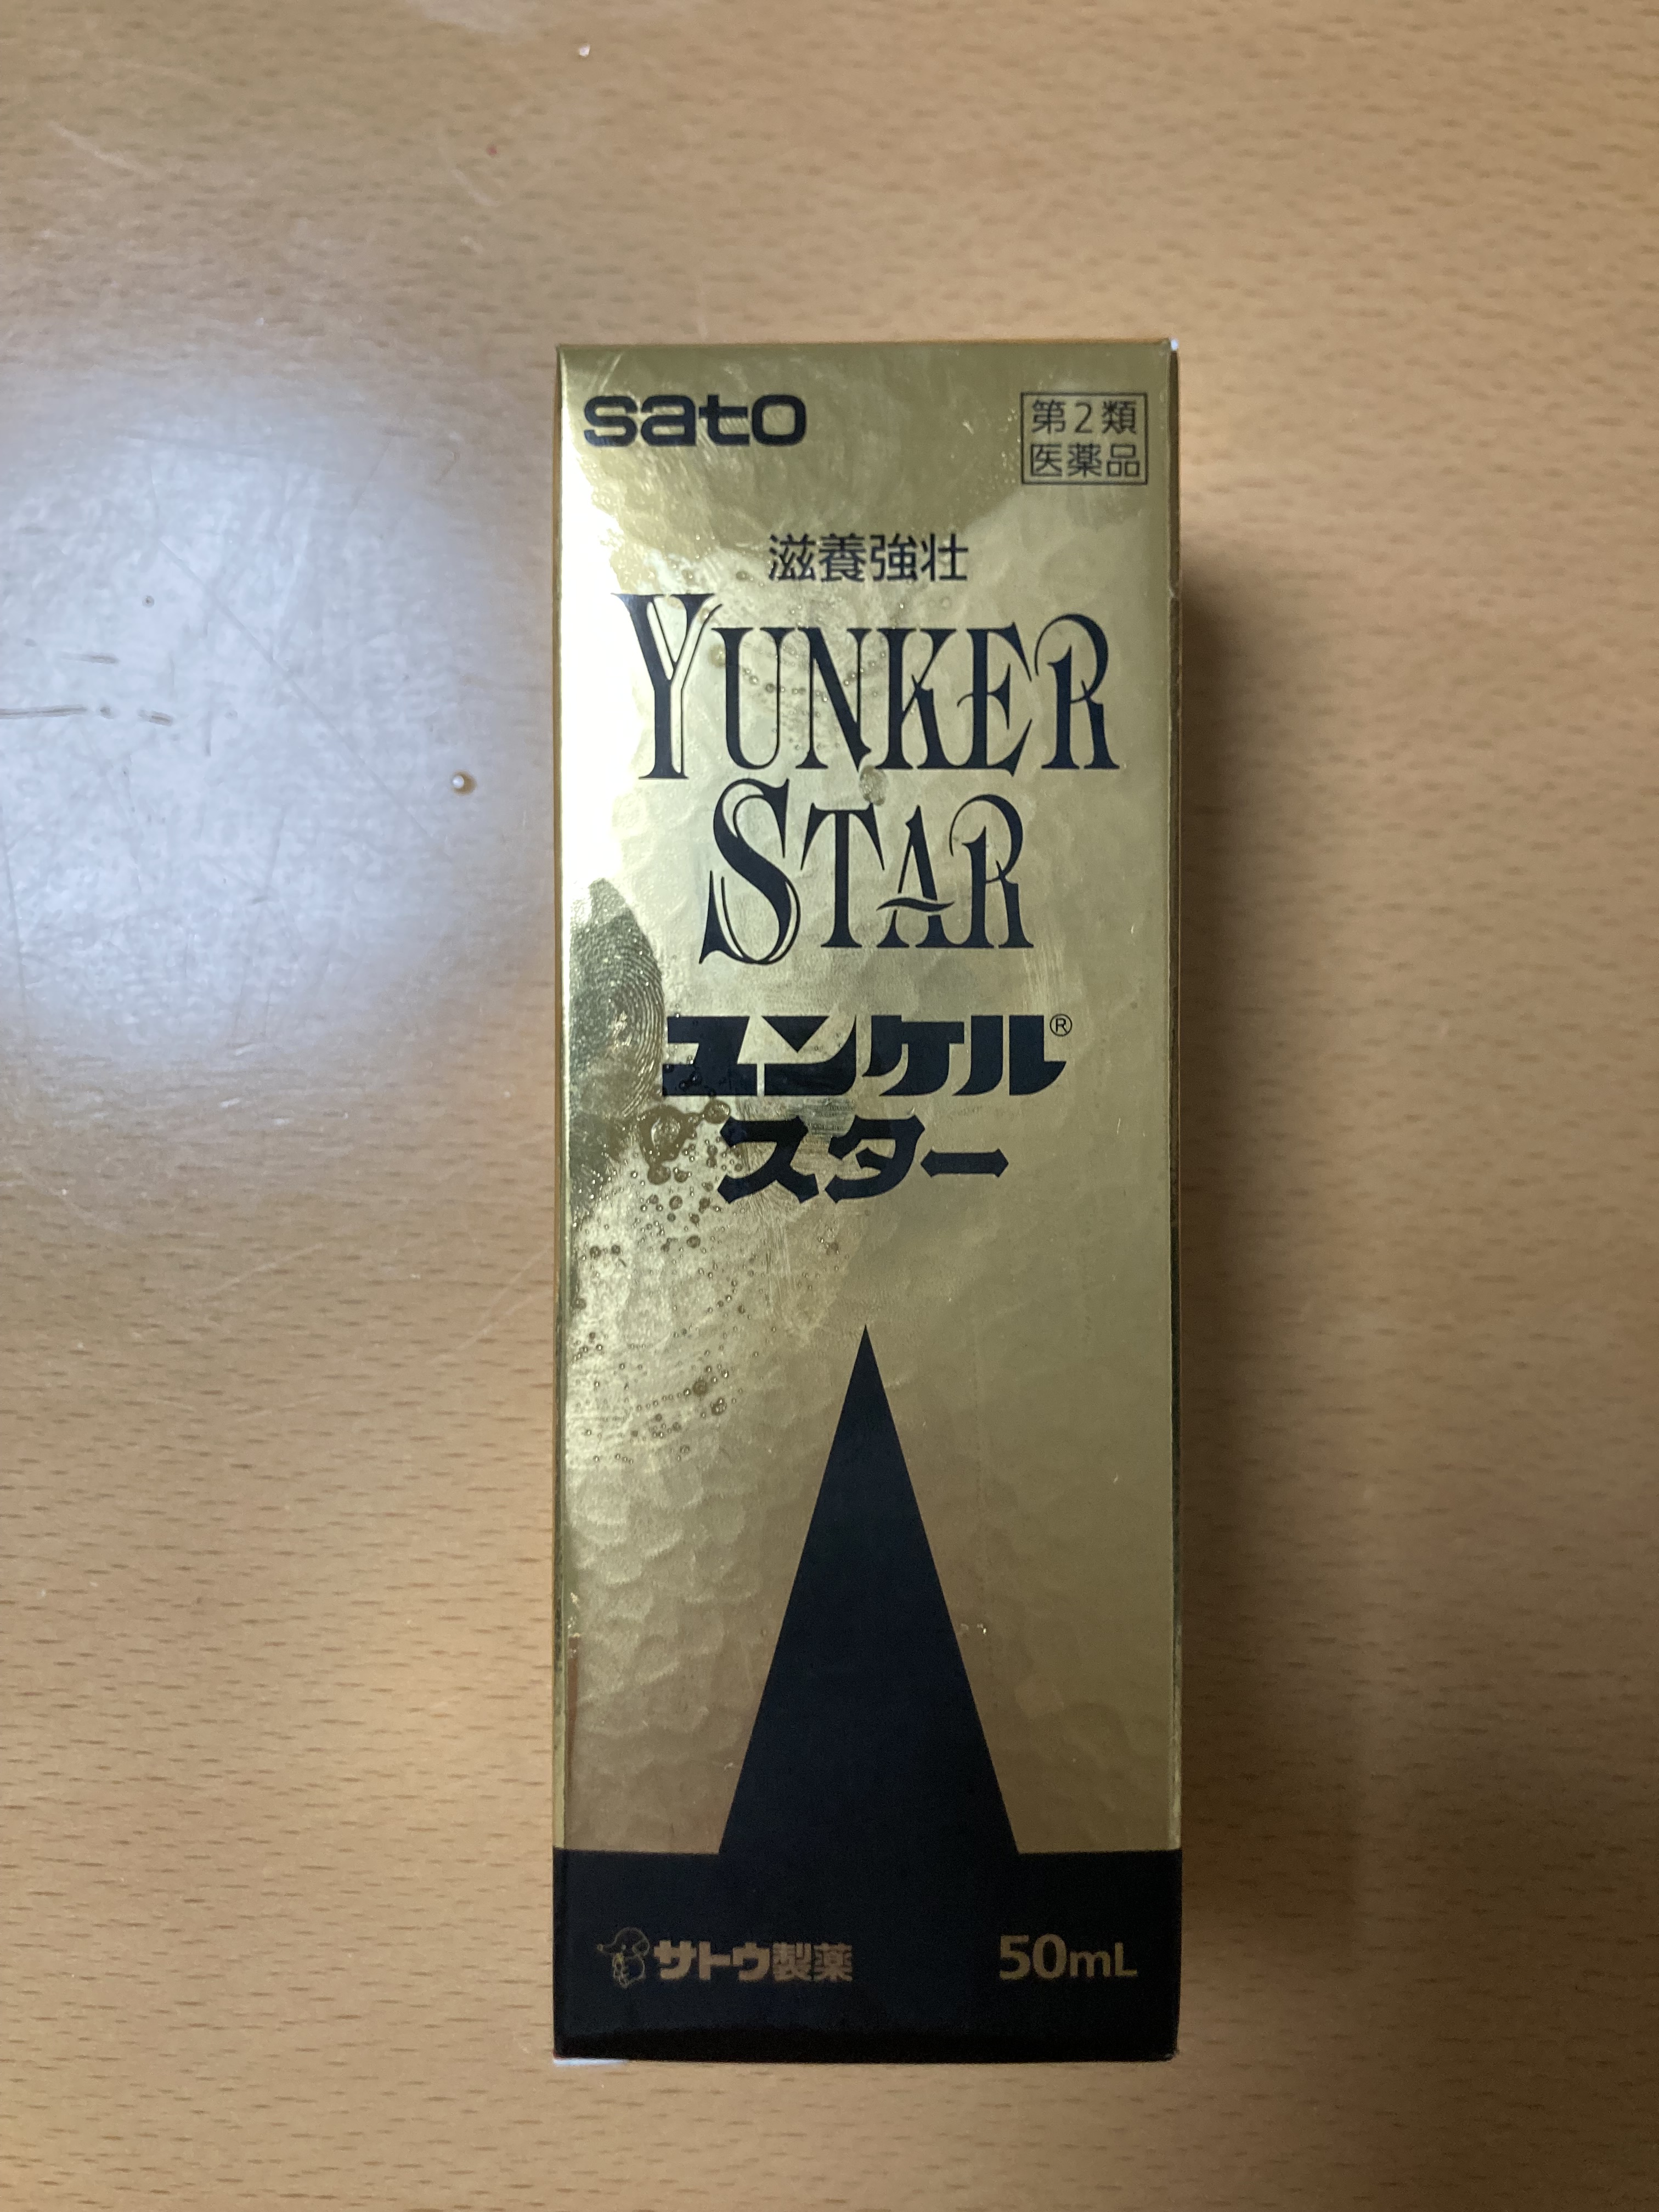 sato
第2類
医薬品
滋養強壮
YUNKER
STAR
ユンケル®
スター
サトウ製薬
50mL